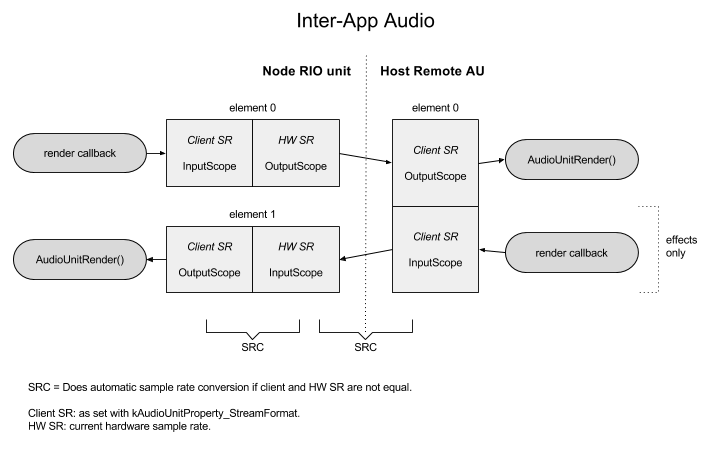 Inter-App Audio
Node RIO unit
Host Remote AU
element 0
element 0
render callback
Client SR
InputScope
HW SR
OutputScope
Client SR
OutputScope
AudioUnitRender()
element 1
AudioUnitRender()
Client SR
OutputScope
HW SR
InputScope
Client SR
InputScope
render callback
effects
only
SRC
SRC
SRC = Does automatic sample rate conversion if client and HW SR are not equal.
Client SR: as set with kAudioUnitProperty_StreamFormat.
HW SR: current hardware sample rate.